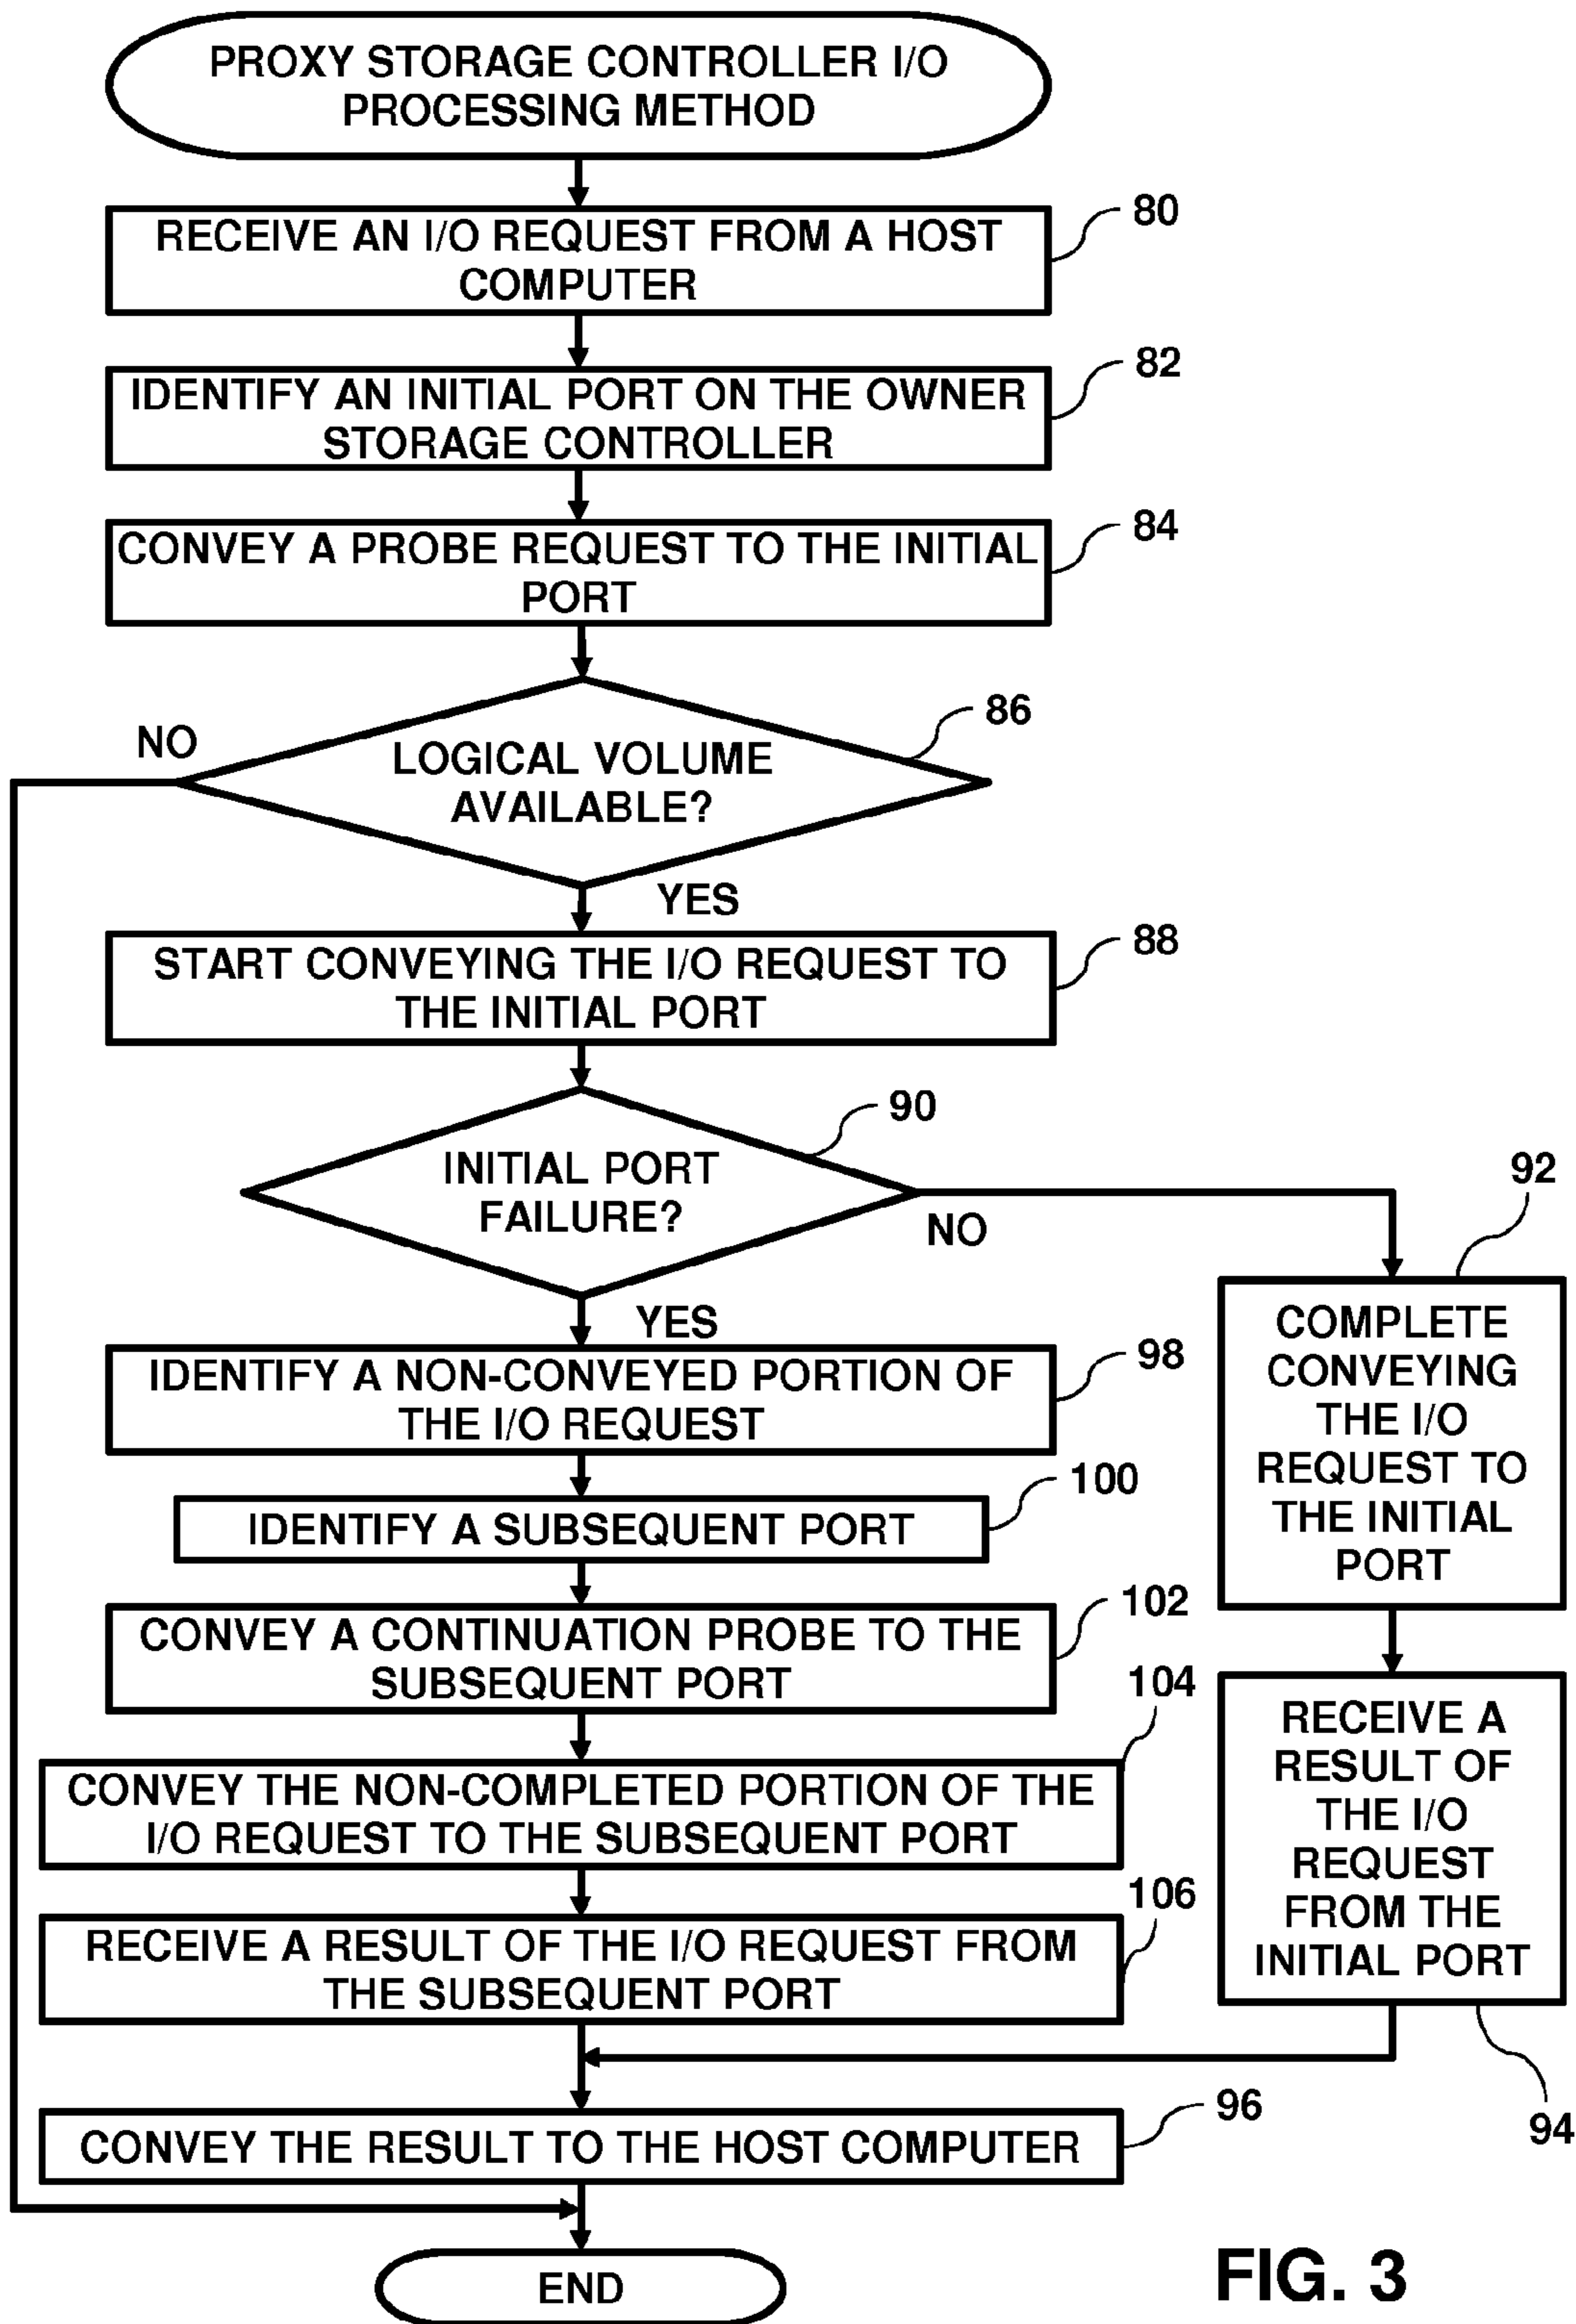 PROXY STORAGE CONTROLLER I/O
PROCESSING METHOD
80
RECEIVE AN I/O REQUEST FROM A HOST
COMPUTER
82
IDENTIFY AN INITIAL PORT ON THE OWNER
STORAGE CONTROLLER
84
CONVEY A PROBE REQUEST TO THE INITIAL
PORT
86
NO
LOGICAL VOLUME
AVAILABLE?
YES
88
START CONVEYING THE I/O REQUEST TO
THE INITIAL PORT
90
INITIAL PORT
FAILURE?
NO
YES
92
COMPLETE
CONVEYING
THE I/O
REQUEST TO
THE INITIAL
PORT
98
IDENTIFY A NON-CONVEYED PORTION OF
THE I/O REQUEST
100
IDENTIFY A SUBSEQUENT PORT
102
CONVEY A CONTINUATION PROBE TO THE
SUBSEQUENT PORT
104
CONVEY THE NON-COMPLETED PORTION OF THE
I/O REQUEST TO THE SUBSEQUENT PORT
106
RECEIVE A RESULT OF THE I/O REQUEST FROM
THE SUBSEQUENT PORT
RECEIVE A
RESULT OF
THE I/O
REQUEST
FROM THE
INITIAL PORT
94
96
CONVEY THE RESULT TO THE HOST COMPUTER
END
FIG. 3